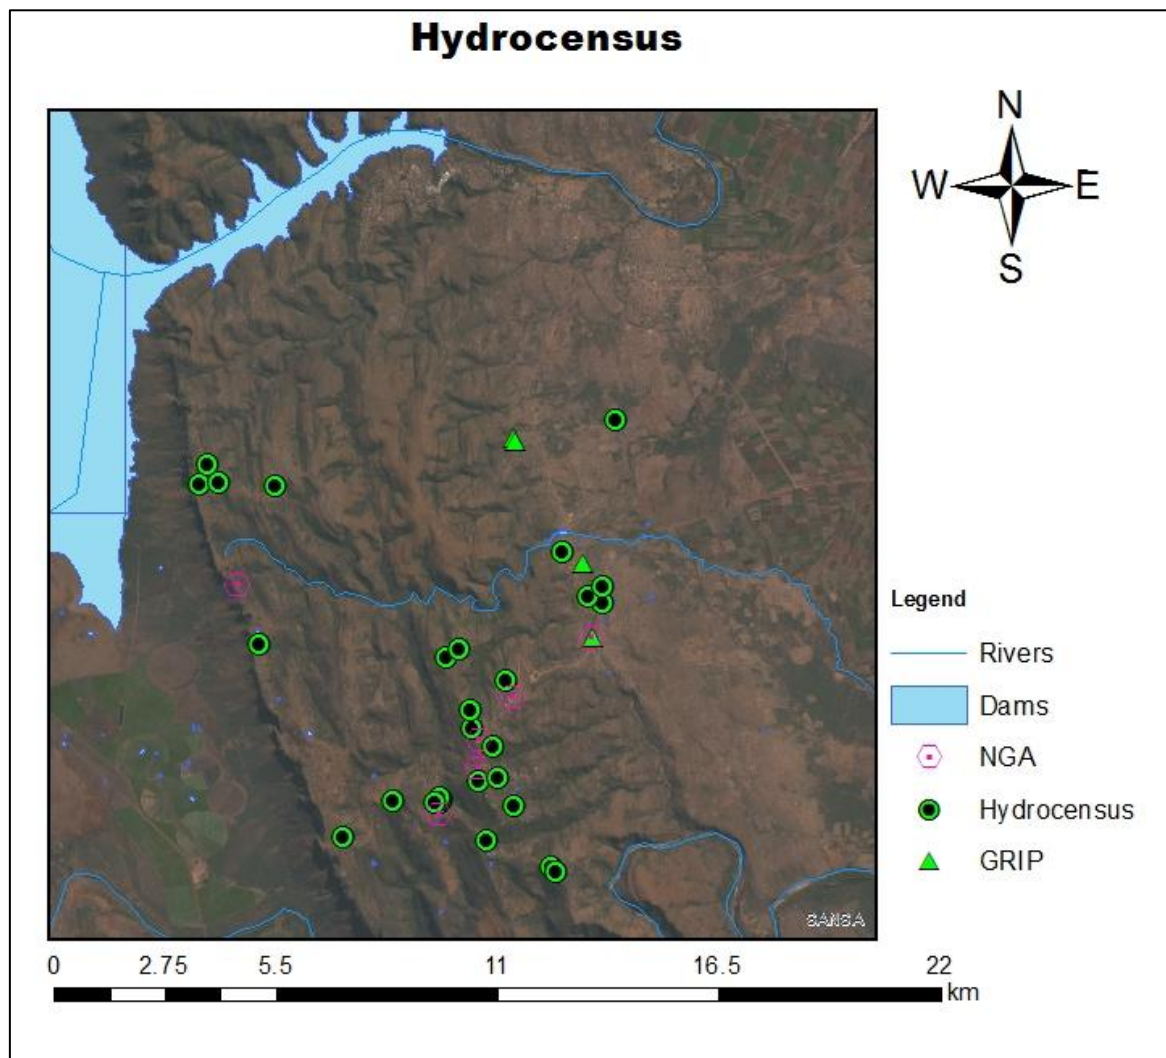 Hydrocensus
N
W E
S
Legend
Rivers
Dams
NGA
Hydrocensus
GRIP
SANSA
0 2.75 5.5 11 16.5 22
km